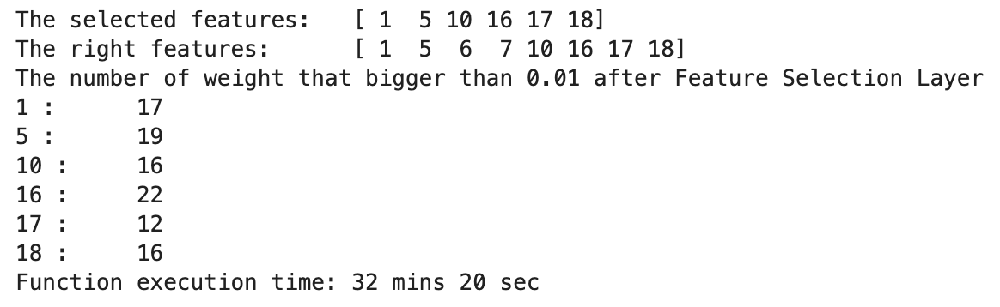 The selected features:   [ 1  5 10 16 17 18]
The right features:      [ 1  5  6  7 10 16 17 18]
The number of weight that bigger than 0.01 after Feature Selection Layer
1 :      17
5 :      19
10 :     16
16 :     22
17 :     12
18 :     16
Function execution time: 32 mins 20 sec